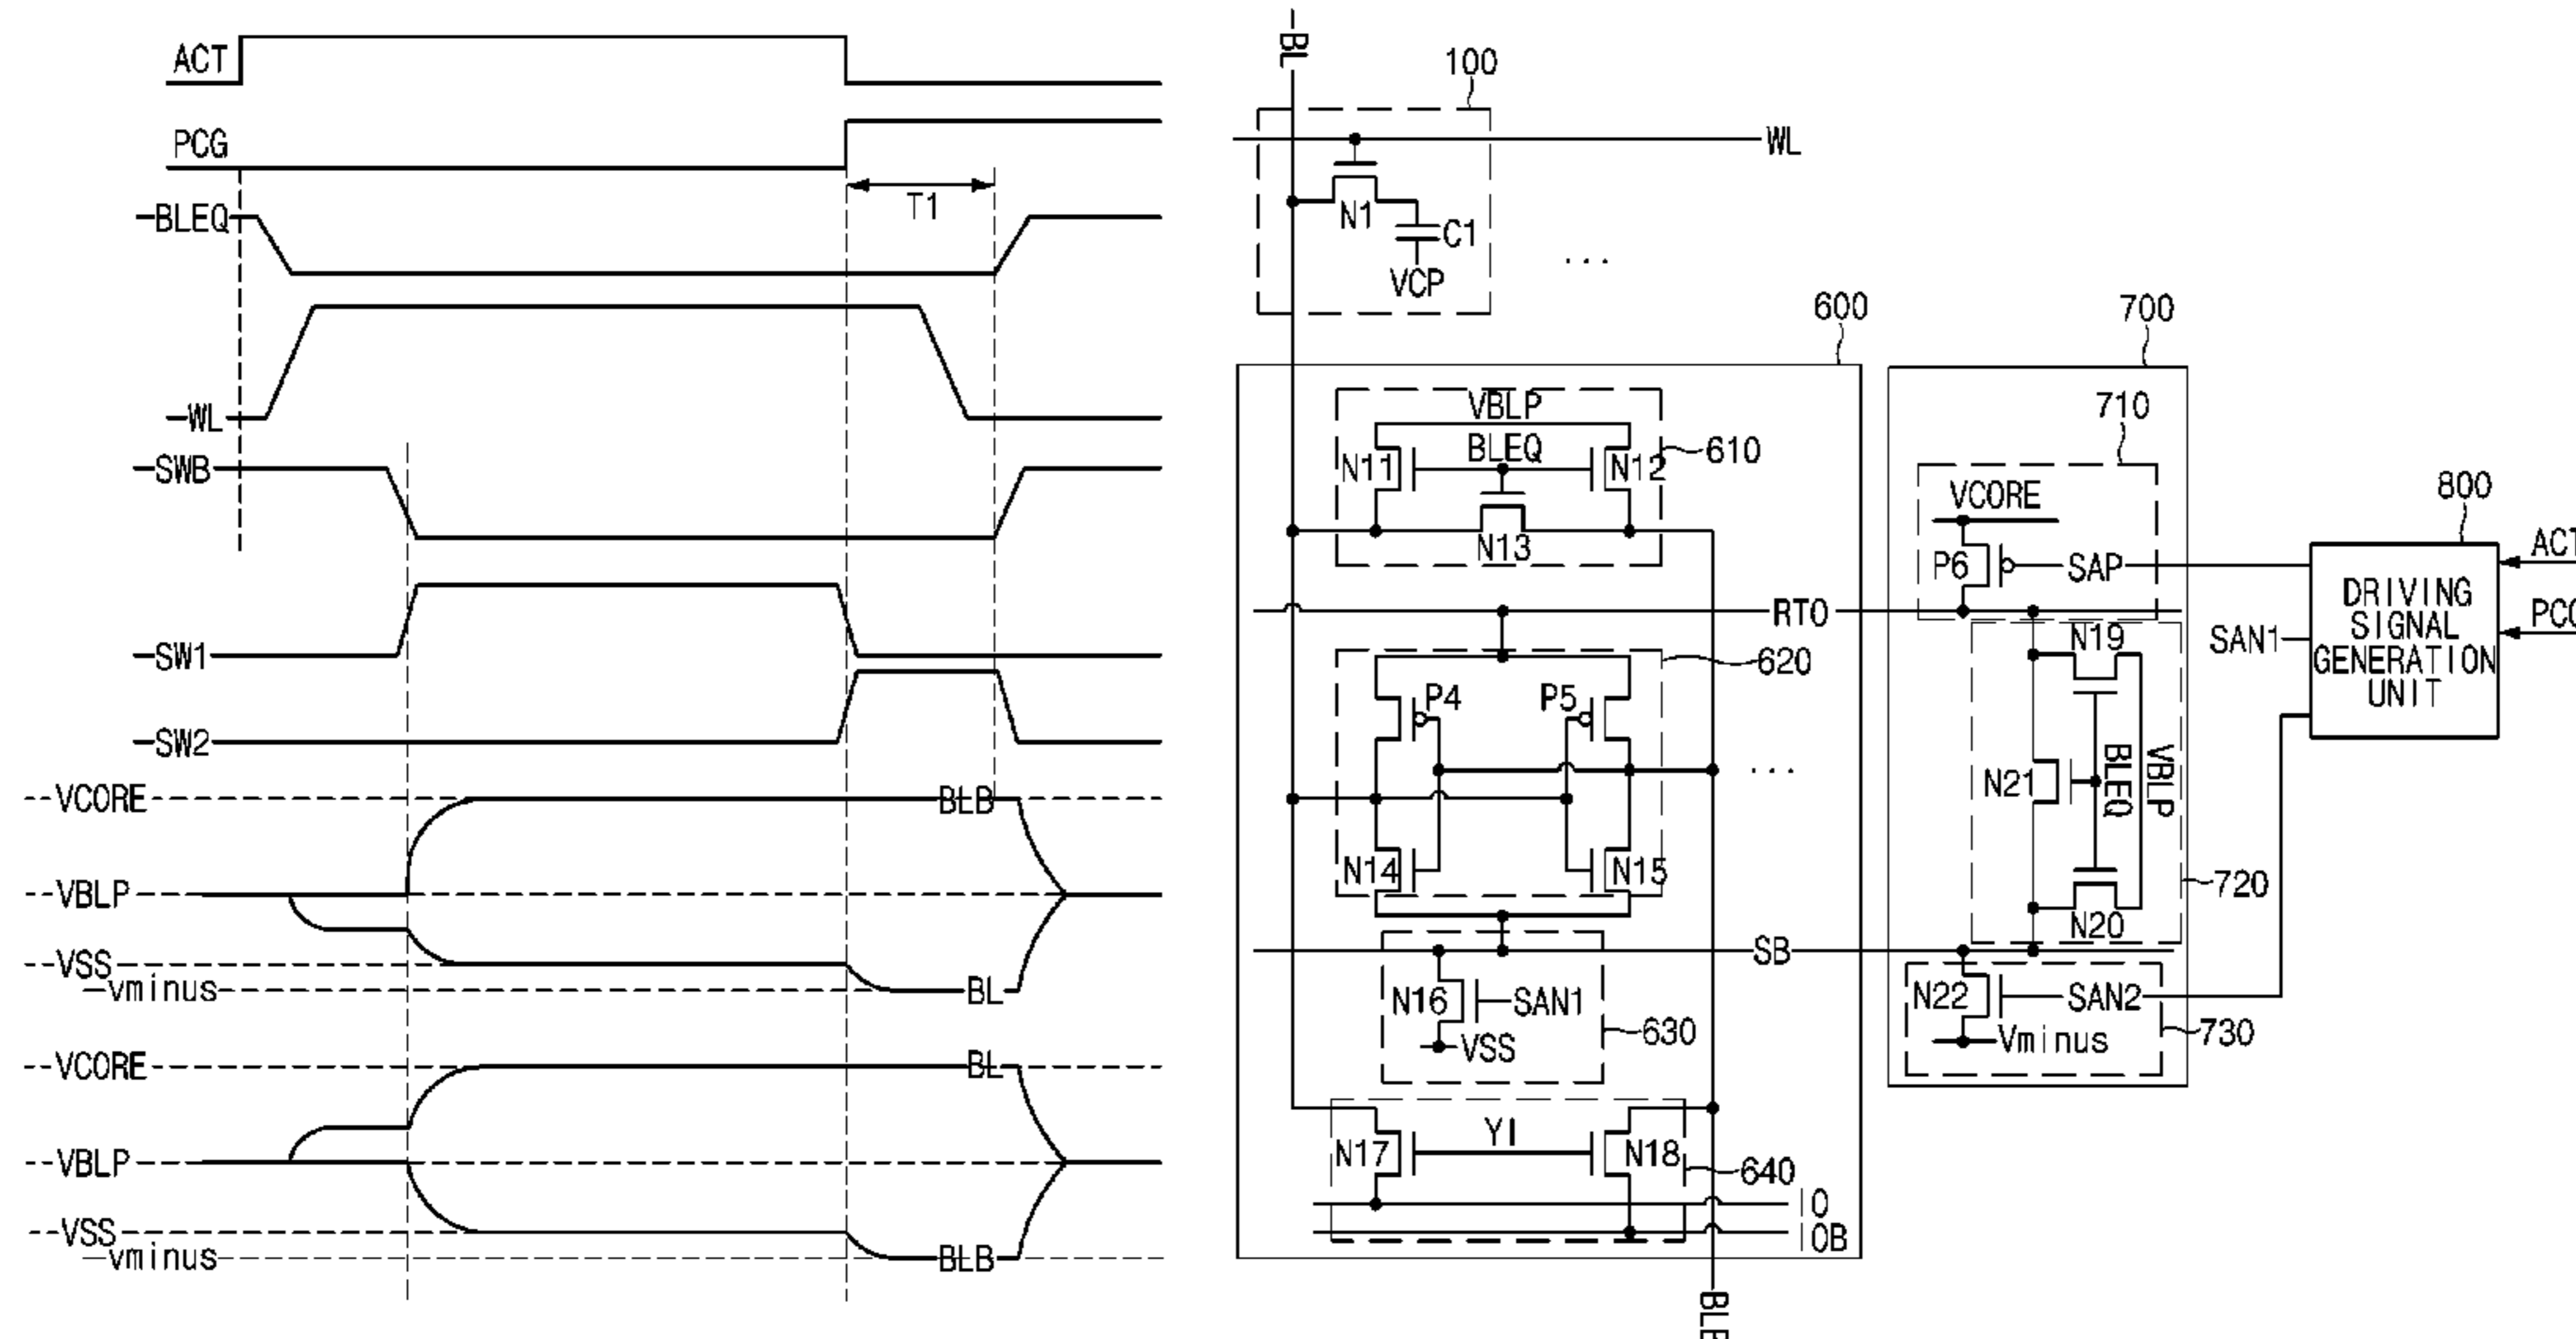 ACT
PCG
T1
BLEQ
WL
SWB
SW1
SW2
VCORE
BLB
VBLP
VSS
vminus
BL
VCORE
BL
VBLP
VSS
vminus
BLB
BL
100
WL
N1
C1
VCP
...
600
VBLP
BLEQ
N11
N12
610
N13
RTO
620
P4
P5
...
N14
N15
SB
N16
SAN1
630
VSS
YI
N17
N18
640
IO
IOB
700
710
VCORE
P6
SAP
N19
N21
BLEQ
VBLP
N20
720
N22
SAN2
Vminus
730
800
ACT
DRIVING
SIGNAL
GENERATION
UNIT
SAN1